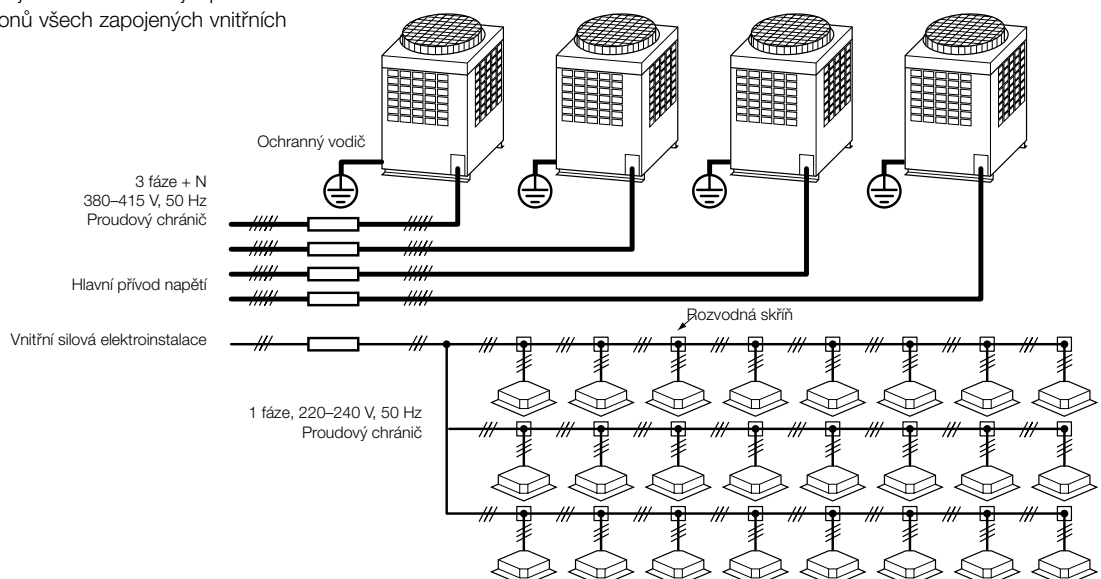 onů všech zapojených vnitřních
Ochranný vodič
3 fáze + N
380–415 V, 50 Hz
Proudový chránič
Hlavní přívod napětí
Rozvodná skříň
Vnitřní silová elektroinstalace
1 fáze, 220–240 V, 50 Hz
Proudový chránič